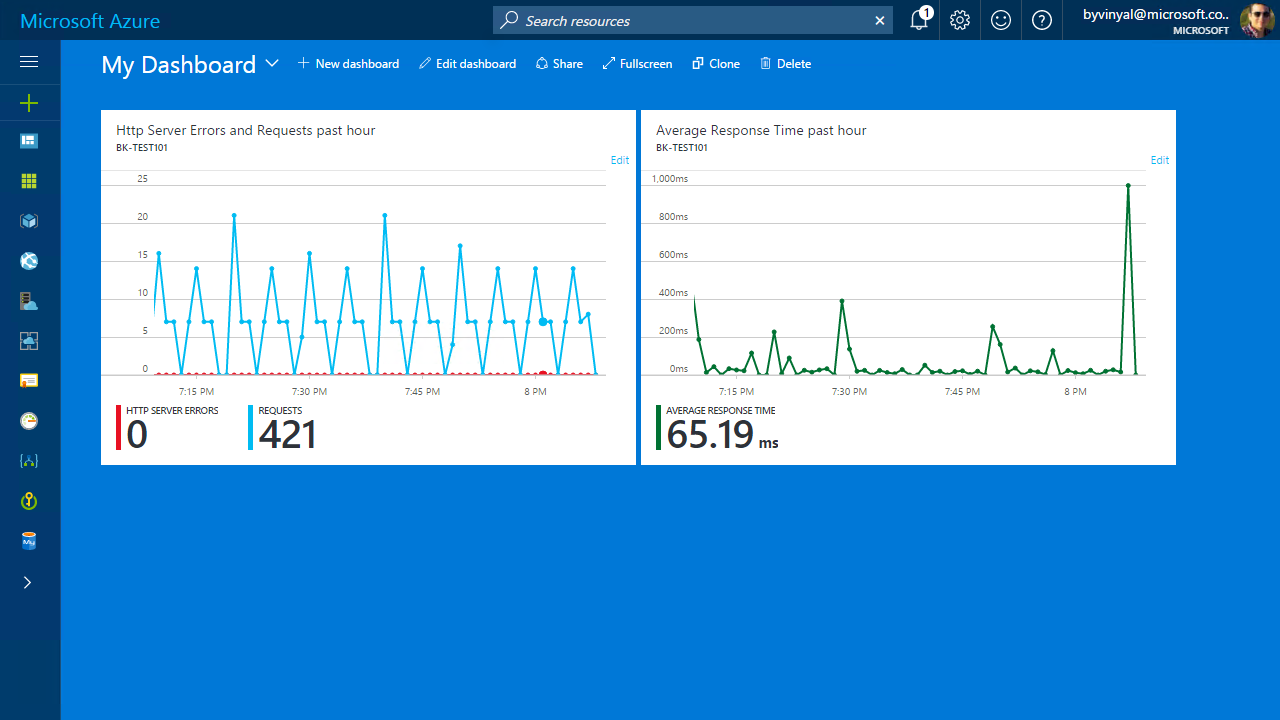 Microsoft Azure
Search resources
1
byvinyal@microsoft.co..
MICROSOFT
My Dashboard
New dashboard
Edit dashboard
Share
Fullscreen
Clone
Delete
Http Server Errors and Requests past hour
BK-TEST101
Edit
25
20
15
10
5
0
7:15 PM 7:30 PM 7:45 PM 8 PM
HTTP SERVER ERRORS
0
REQUESTS
421
Average Response Time past hour
BK-TEST101
Edit
1,000ms
800ms
600ms
400ms
200ms
0ms
7:15 PM 7:30 PM 7:45 PM 8 PM
AVERAGE RESPONSE TIME
65.19 ms
My